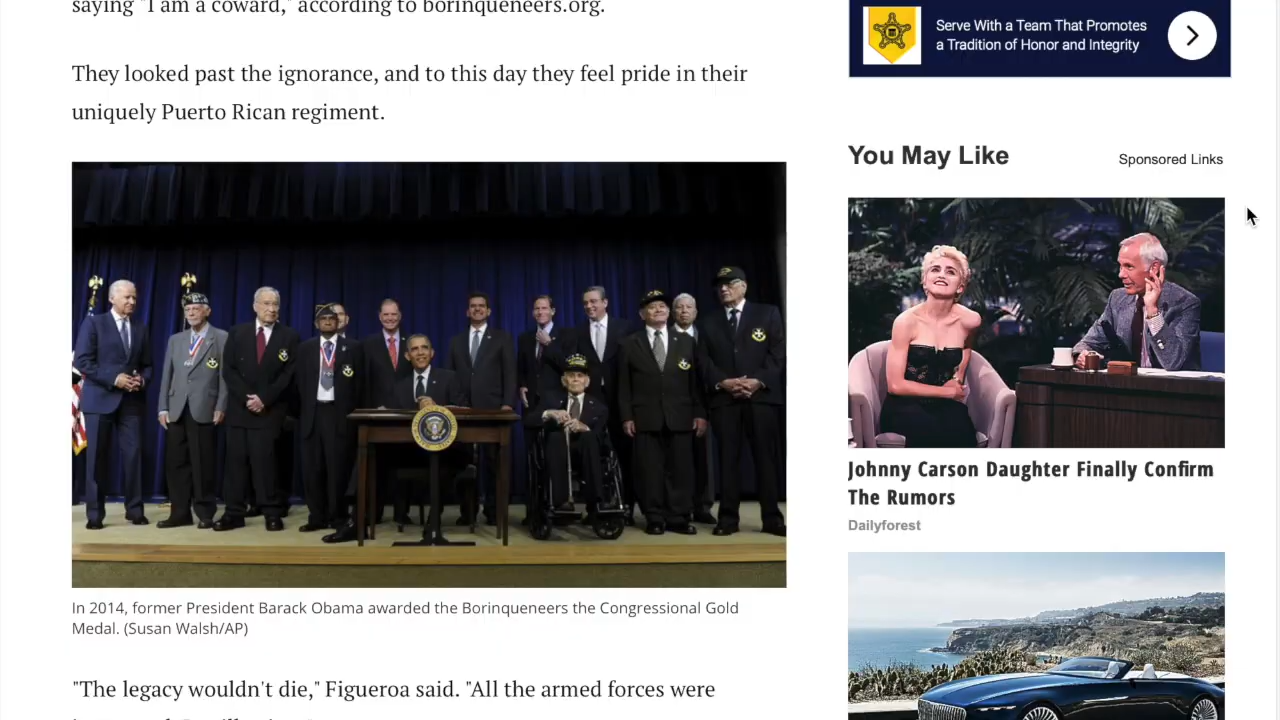 saying "I am a coward," according to borinqueneers.org.
They looked past the ignorance, and to this day they feel pride in their
uniquely Puerto Rican regiment.
In 2014, former President Barack Obama awarded the Borinqueneers the Congressional Gold
Medal. (Susan Walsh/AP)
"The legacy wouldn't die," Figueroa said. "All the armed forces were
Serve With a Team That Promotes
a Tradition of Honor and Integrity
You May Like
Sponsored Links
Johnny Carson Daughter Finally Confirm
The Rumors
Dailyforest